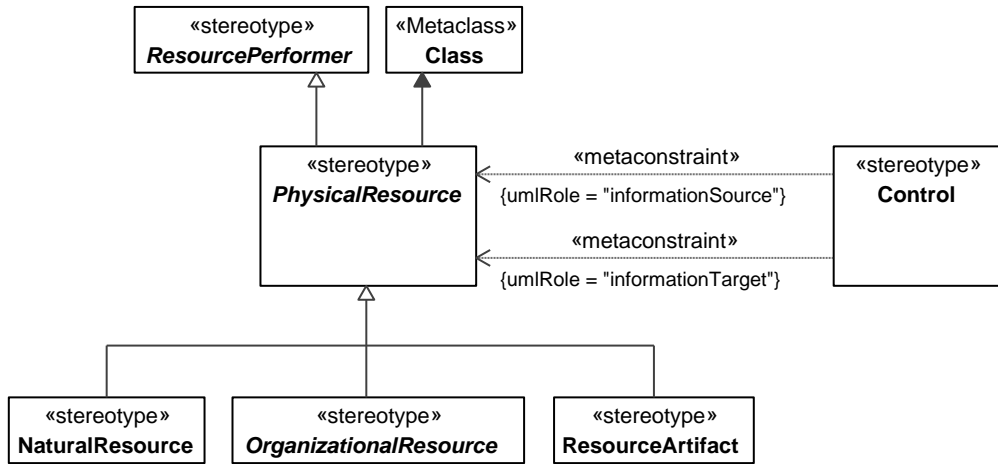 «stereotype»
ResourcePerformer
«Metaclass»
Class
«stereotype»
PhysicalResource
«metaconstraint»
{umlRole = "informationSource"}
«metaconstraint»
{umlRole = "informationTarget"}
«stereotype»
Control
«stereotype»
NaturalResource
«stereotype»
OrganizationalResource
«stereotype»
ResourceArtifact